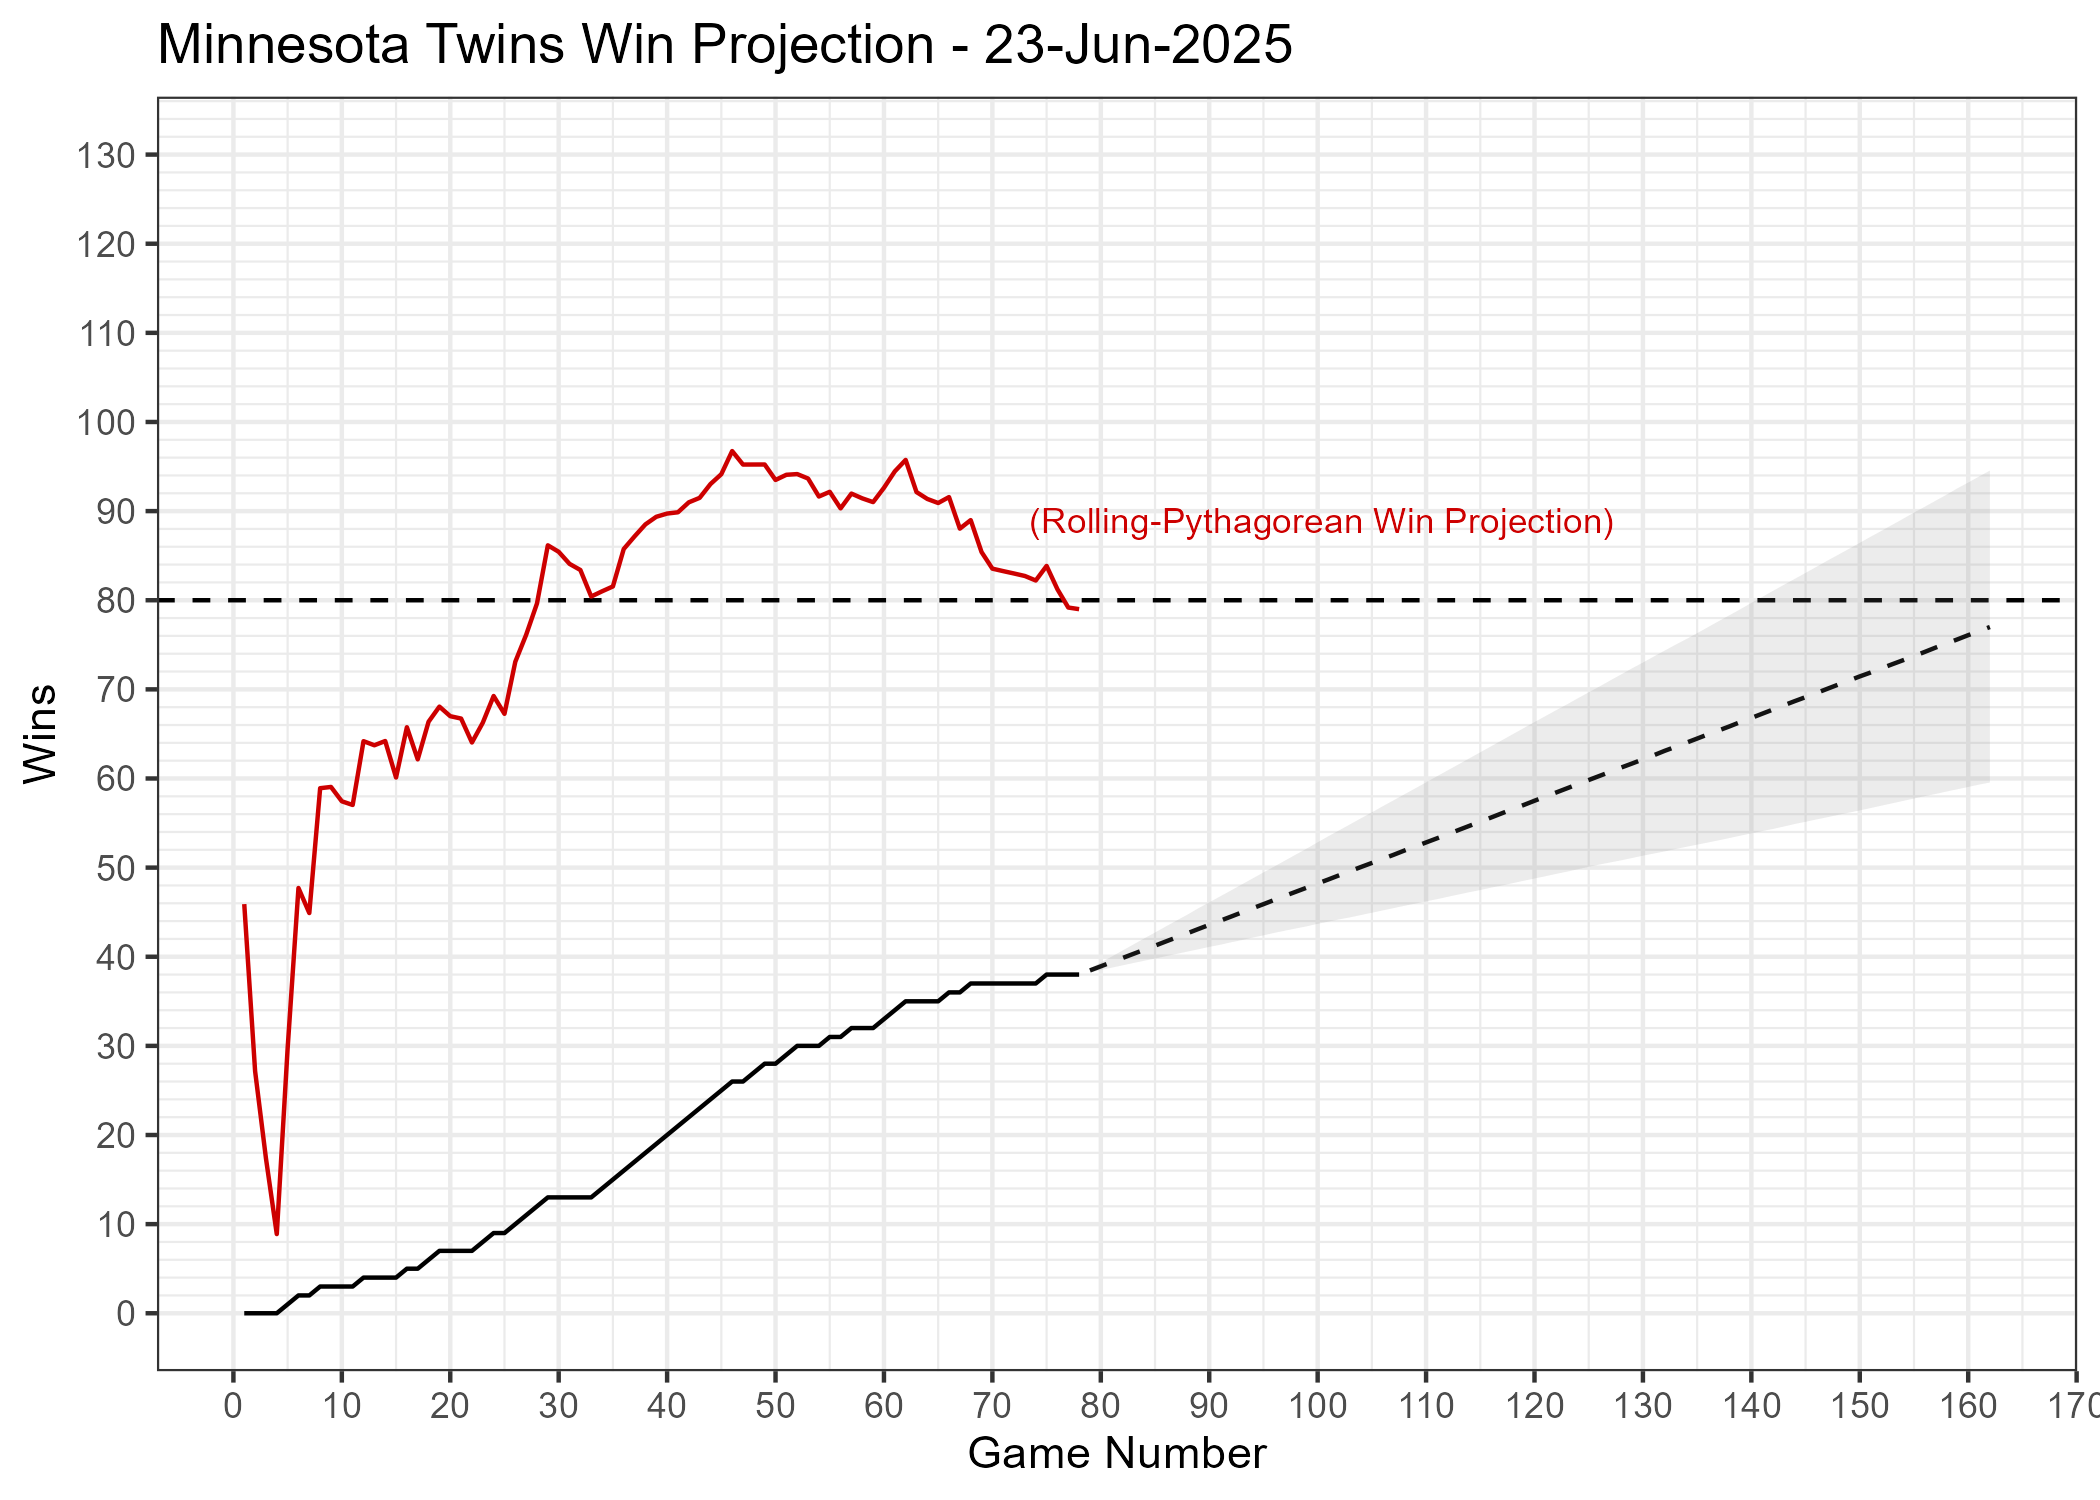 Minnesota Twins Win Projection - 23-Jun-2025
130
120
110
100
90
80
70
60
50
40
30
20
10
0
Wins
(Rolling-Pythagorean Win Projection)
0 10 20 30 40 50 60 70 80 90 100 110 120 130 140 150 160 170
Game Number